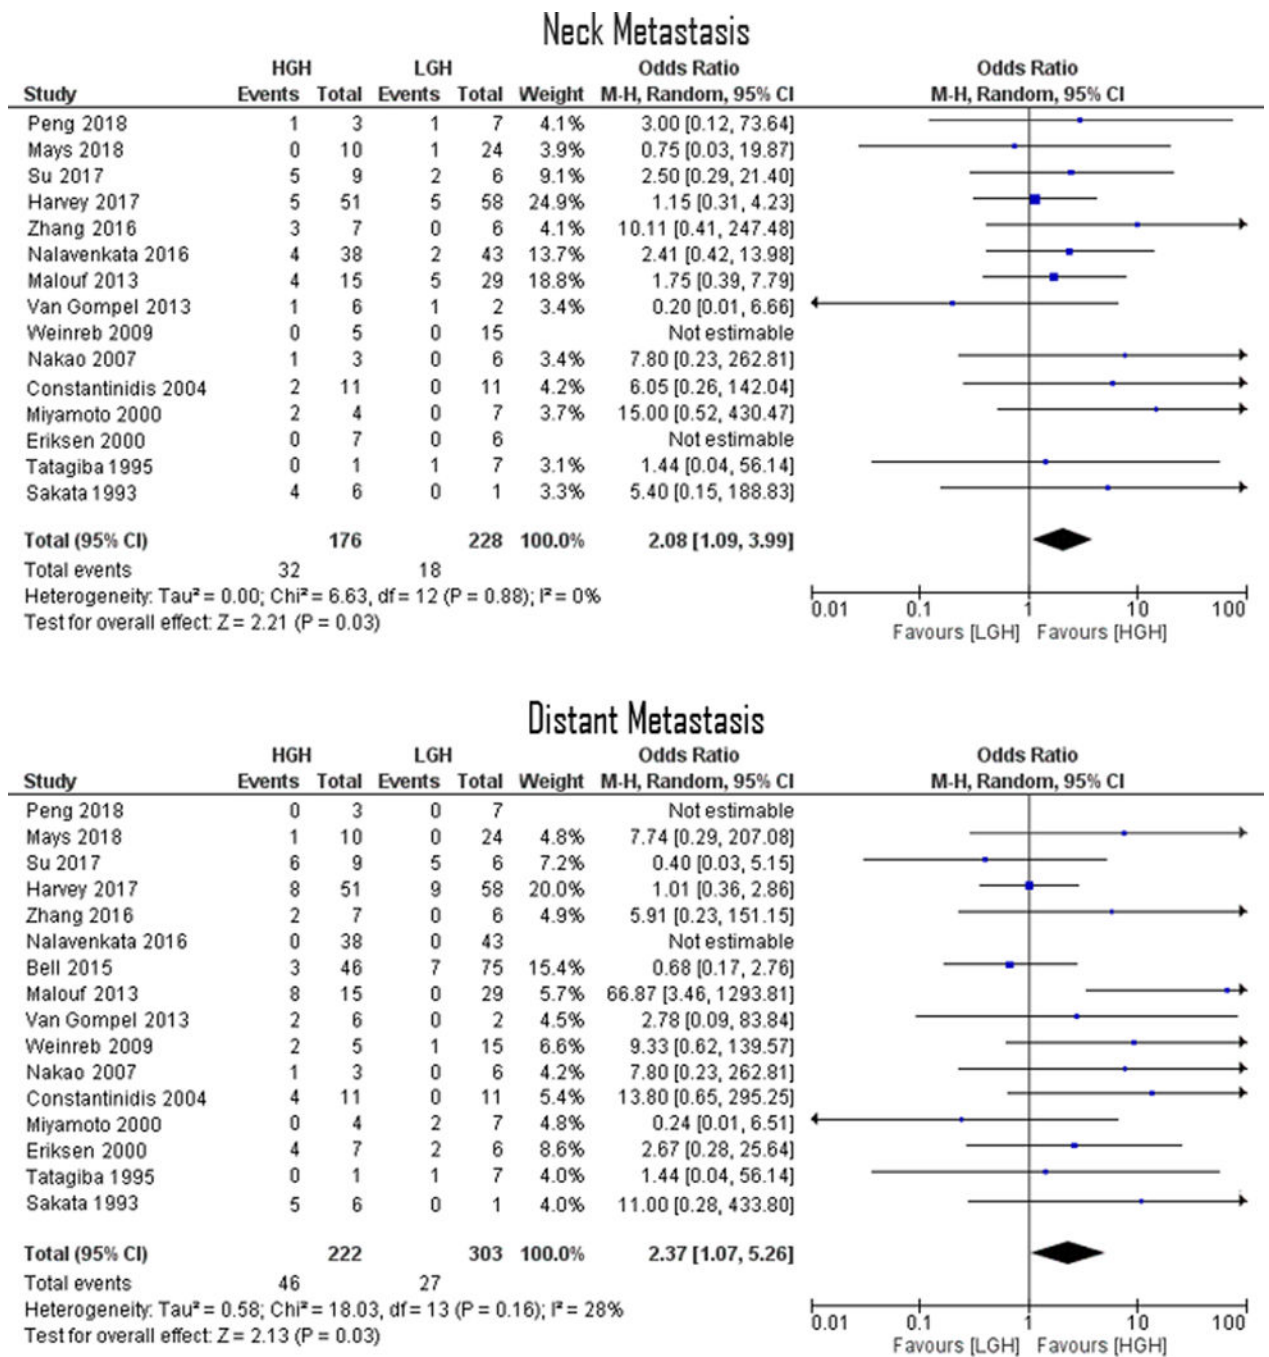 Neck Metastasis
HGH LGH Odds Ratio Odds Ratio
Study Events Total Events Total Weight M-H, Random, 95% CI M-H, Random, 95% CI
Peng 2018 1 3 1 7 4.1% 3.00 [0.12, 73.64]
Mays 2018 0 10 1 24 3.9% 0.75 [0.03, 19.87]
Su 2017 5 9 2 6 9.1% 2.50 [0.29, 21.40]
Harvey 2017 5 51 5 58 24.9% 1.15 [0.31, 4.23]
Zhang 2016 3 7 0 6 4.1% 10.11 [0.41, 247.48]
Nalavenkata 2016 4 38 2 43 13.7% 2.41 [0.42, 13.98]
Malouf 2013 4 15 5 29 18.8% 1.75 [0.39, 7.79]
Van Gompel 2013 1 6 1 2 3.4% 0.20 [0.01, 6.66]
Weinreb 2009 0 5 0 15 Not estimable
Nakao 2007 1 3 0 6 3.4% 7.80 [0.23, 262.81]
Constantinidis 2004 2 11 0 11 4.2% 6.05 [0.26, 142.04]
Miyamoto 2000 2 4 0 7 3.7% 15.00 [0.52, 430.47]
Eriksen 2000 0 7 0 6 Not estimable
Tatagiba 1995 0 1 1 7 3.1% 1.44 [0.04, 56.14]
Sakata 1993 4 6 0 1 3.3% 5.40 [0.15, 188.83]
Total (95% CI) 176 228 100.0% 2.08 [1.09, 3.99]
Total events 32 18
Heterogeneity: Tau² = 0.00; Chi² = 6.63, df = 12 (P = 0.88); I² = 0%
Test for overall effect: Z = 2.21 (P = 0.03)
0.01 0.1 1 10 100
Favours [LGH] Favours [HGH]
Distant Metastasis
HGH LGH Odds Ratio Odds Ratio
Study Events Total Events Total Weight M-H, Random, 95% CI M-H, Random, 95% CI
Peng 2018 0 3 0 7 Not estimable
Mays 2018 1 10 0 24 4.8% 7.74 [0.29, 207.08]
Su 2017 6 9 5 6 7.2% 0.40 [0.03, 5.15]
Harvey 2017 8 51 9 58 20.0% 1.01 [0.36, 2.86]
Zhang 2016 2 7 0 6 4.9% 5.91 [0.23, 151.15]
Nalavenkata 2016 0 38 0 43 Not estimable
Bell 2015 3 46 7 75 15.4% 0.68 [0.17, 2.76]
Malouf 2013 8 15 0 29 5.7% 66.87 [3.46, 1293.81]
Van Gompel 2013 2 6 0 2 4.5% 2.78 [0.09, 83.84]
Weinreb 2009 2 5 1 15 6.6% 9.33 [0.62, 139.57]
Nakao 2007 1 3 0 6 4.2% 7.80 [0.23, 262.81]
Constantinidis 2004 4 11 0 11 5.4% 13.80 [0.65, 295.25]
Miyamoto 2000 0 4 2 7 4.8% 0.24 [0.01, 6.51]
Eriksen 2000 4 7 2 6 8.6% 2.67 [0.28, 25.64]
Tatagiba 1995 0 1 1 7 4.0% 1.44 [0.04, 56.14]
Sakata 1993 5 6 0 1 4.0% 11.00 [0.28, 433.80]
Total (95% CI) 222 303 100.0% 2.37 [1.07, 5.26]
Total events 46 27
Heterogeneity: Tau² = 0.58; Chi² = 18.03, df = 13 (P = 0.16); I² = 28%
Test for overall effect: Z = 2.13 (P = 0.03)
0.01 0.1 1 10 100
Favours [LGH] Favours [HGH]